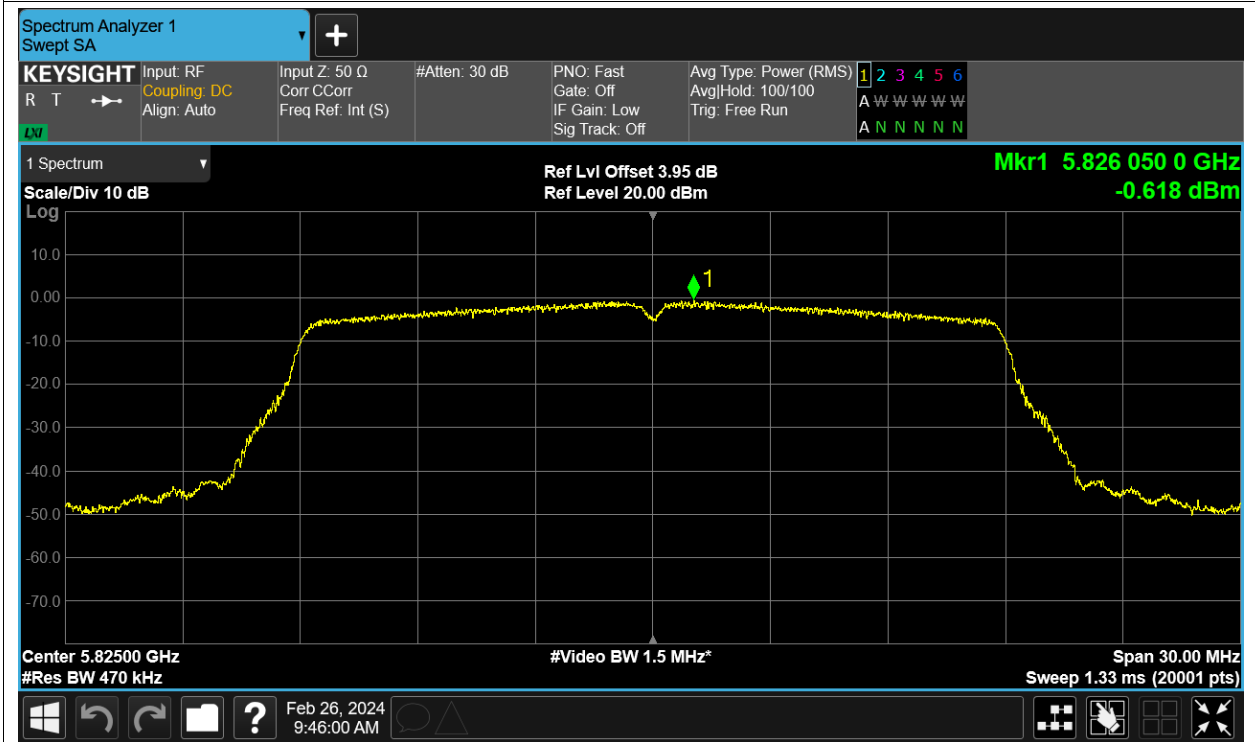 Spectrum Analyzer 1
Swept SA
+
KEYSIGHT
R T
LXI
Input: RF
Coupling: DC
Align: Auto
Input Z: 50 Ω
Corr CCorr
Freq Ref: Int (S)
#Atten: 30 dB
PNO: Fast
Gate: Off
IF Gain: Low
Sig Track: Off
Avg Type: Power (RMS)
Avg|Hold: 100/100
Trig: Free Run
1 2 3 4 5 6
A W W W W W
A N N N N N
1 Spectrum
Scale/Div 10 dB
Log
Ref Lvl Offset 3.95 dB
Ref Level 20.00 dBm
Mkr1 5.826 050 0 GHz
-0.618 dBm
10.0
0.00
-10.0
-20.0
-30.0
-40.0
-50.0
-60.0
-70.0
1
Center 5.82500 GHz
#Res BW 470 kHz
#Video BW 1.5 MHz*
Span 30.00 MHz
Sweep 1.33 ms (20001 pts)
?
Feb 26, 2024
9:46:00 AM